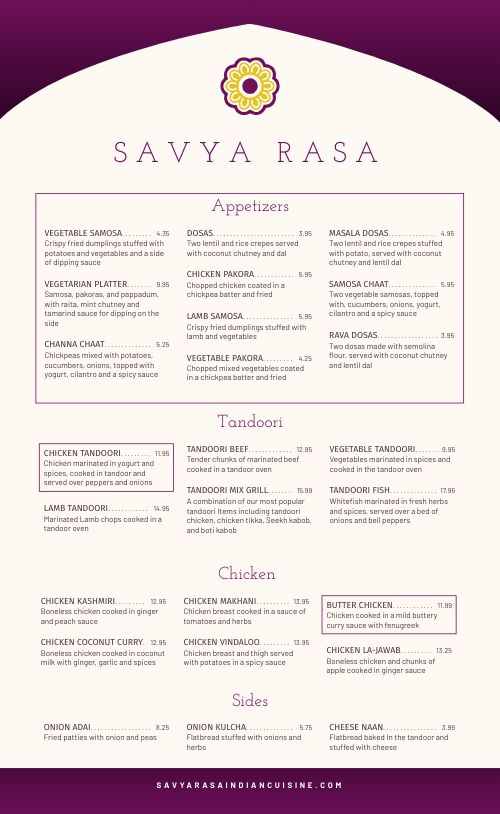 SAVYA RASA
Appetizers
VEGETABLE SAMOSA......... 4.35
Crispy fried dumplings stuffed with
potatoes and vegetables and a side
of dipping sauce
VEGETARIAN PLATTER....... 9.95
Samosa, pakoras, and pappadum,
with raita, mint chutney and
tamarind sauce for dipping on the
side
CHANNA CHAAT............. 5.25
Chickpeas mixed with potatoes,
cucumbers, onions, topped with
yogurt, cilantro and a spicy sauce
DOSAS........................ 3.95
Two lentil and rice crepes served
with coconut chutney and dal
CHICKEN PAKORA............ 5.95
Chopped chicken coated in a
chickpea batter and fried
LAMB SAMOSA............... 5.95
Crispy fried dumplings stuffed with
lamb and vegetables
VEGETABLE PAKORA......... 4.25
Chopped mixed vegetables coated
in a chickpea batter and fried
MASALA DOSAS.............. 4.95
Two lentil and rice crepes stuffed
with potato, served with coconut
chutney and lentil dal
SAMOSA CHAAT.............. 5.95
Two vegetable samosas, topped
with, cucumbers, onions, yogurt,
cilantro and a spicy sauce
RAVA DOSAS................ 3.95
Two dosas made with semolina
flour, served with coconut chutney
and lentil dal
Tandoori
CHICKEN TANDOORI......... 11.95
Chicken marinated in yogurt and
spices, cooked in tandoor and
served over peppers and onions
LAMB TANDOORI............ 14.95
Marinated Lamb chops cooked in a
tandoor oven
TANDOORI BEEF............. 12.95
Tender chunks of marinated beef
cooked in a tandoor oven
TANDOORI MIX GRILL....... 15.99
A combination of our most popular
tandoori Items including tandoori
chicken, chicken tikka, Seekh kabob,
and boti kabob
VEGETABLE TANDOORI....... 9.95
Vegetables marinated in spices and
cooked in the tandoor oven
TANDOORI FISH............. 17.95
Whitefish marinated in fresh herbs
and spices, served over a bed of
onions and bell peppers
Chicken
CHICKEN KASHMIRI......... 12.95
Boneless chicken cooked in ginger
and peach sauce
CHICKEN COCONUT CURRY.. 12.95
Boneless chicken cooked in coconut
milk with ginger, garlic and spices
CHICKEN MAKHANI.......... 13.95
Chicken breast cooked in a sauce of
tomatoes and herbs
CHICKEN VINDALOO......... 13.95
Chicken breast and thigh served
with potatoes in a spicy sauce
BUTTER CHICKEN............ 11.99
Chicken cooked in a mild buttery
curry sauce with fenugreek
CHICKEN LA-JAWAB......... 13.25
Boneless chicken and chunks of
apple cooked in ginger sauce
Sides
ONION ADAI................. 8.25
Fried patties with onion and peas
ONION KULCHA.............. 5.75
Flatbread stuffed with onions and
herbs
CHEESE NAAN............... 3.99
Flatbread baked In the tandoor and
stuffed with cheese
SAVYARASAINDIANCUISINE.COM